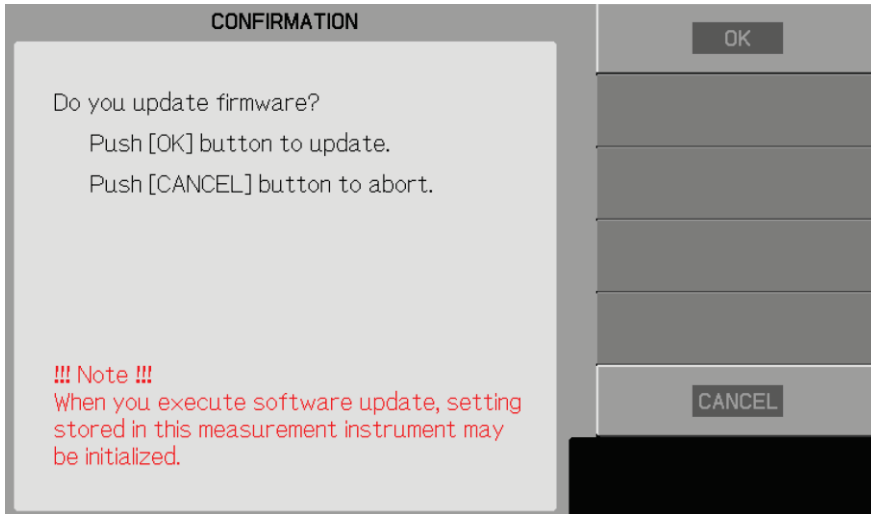 CONFIRMATION
OK
Do you update firmware?
Push [OK] button to update.
Push [CANCEL] button to abort.
!!! Note !!!
When you execute software update, setting
stored in this measurement instrument may
be initialized.
CANCEL